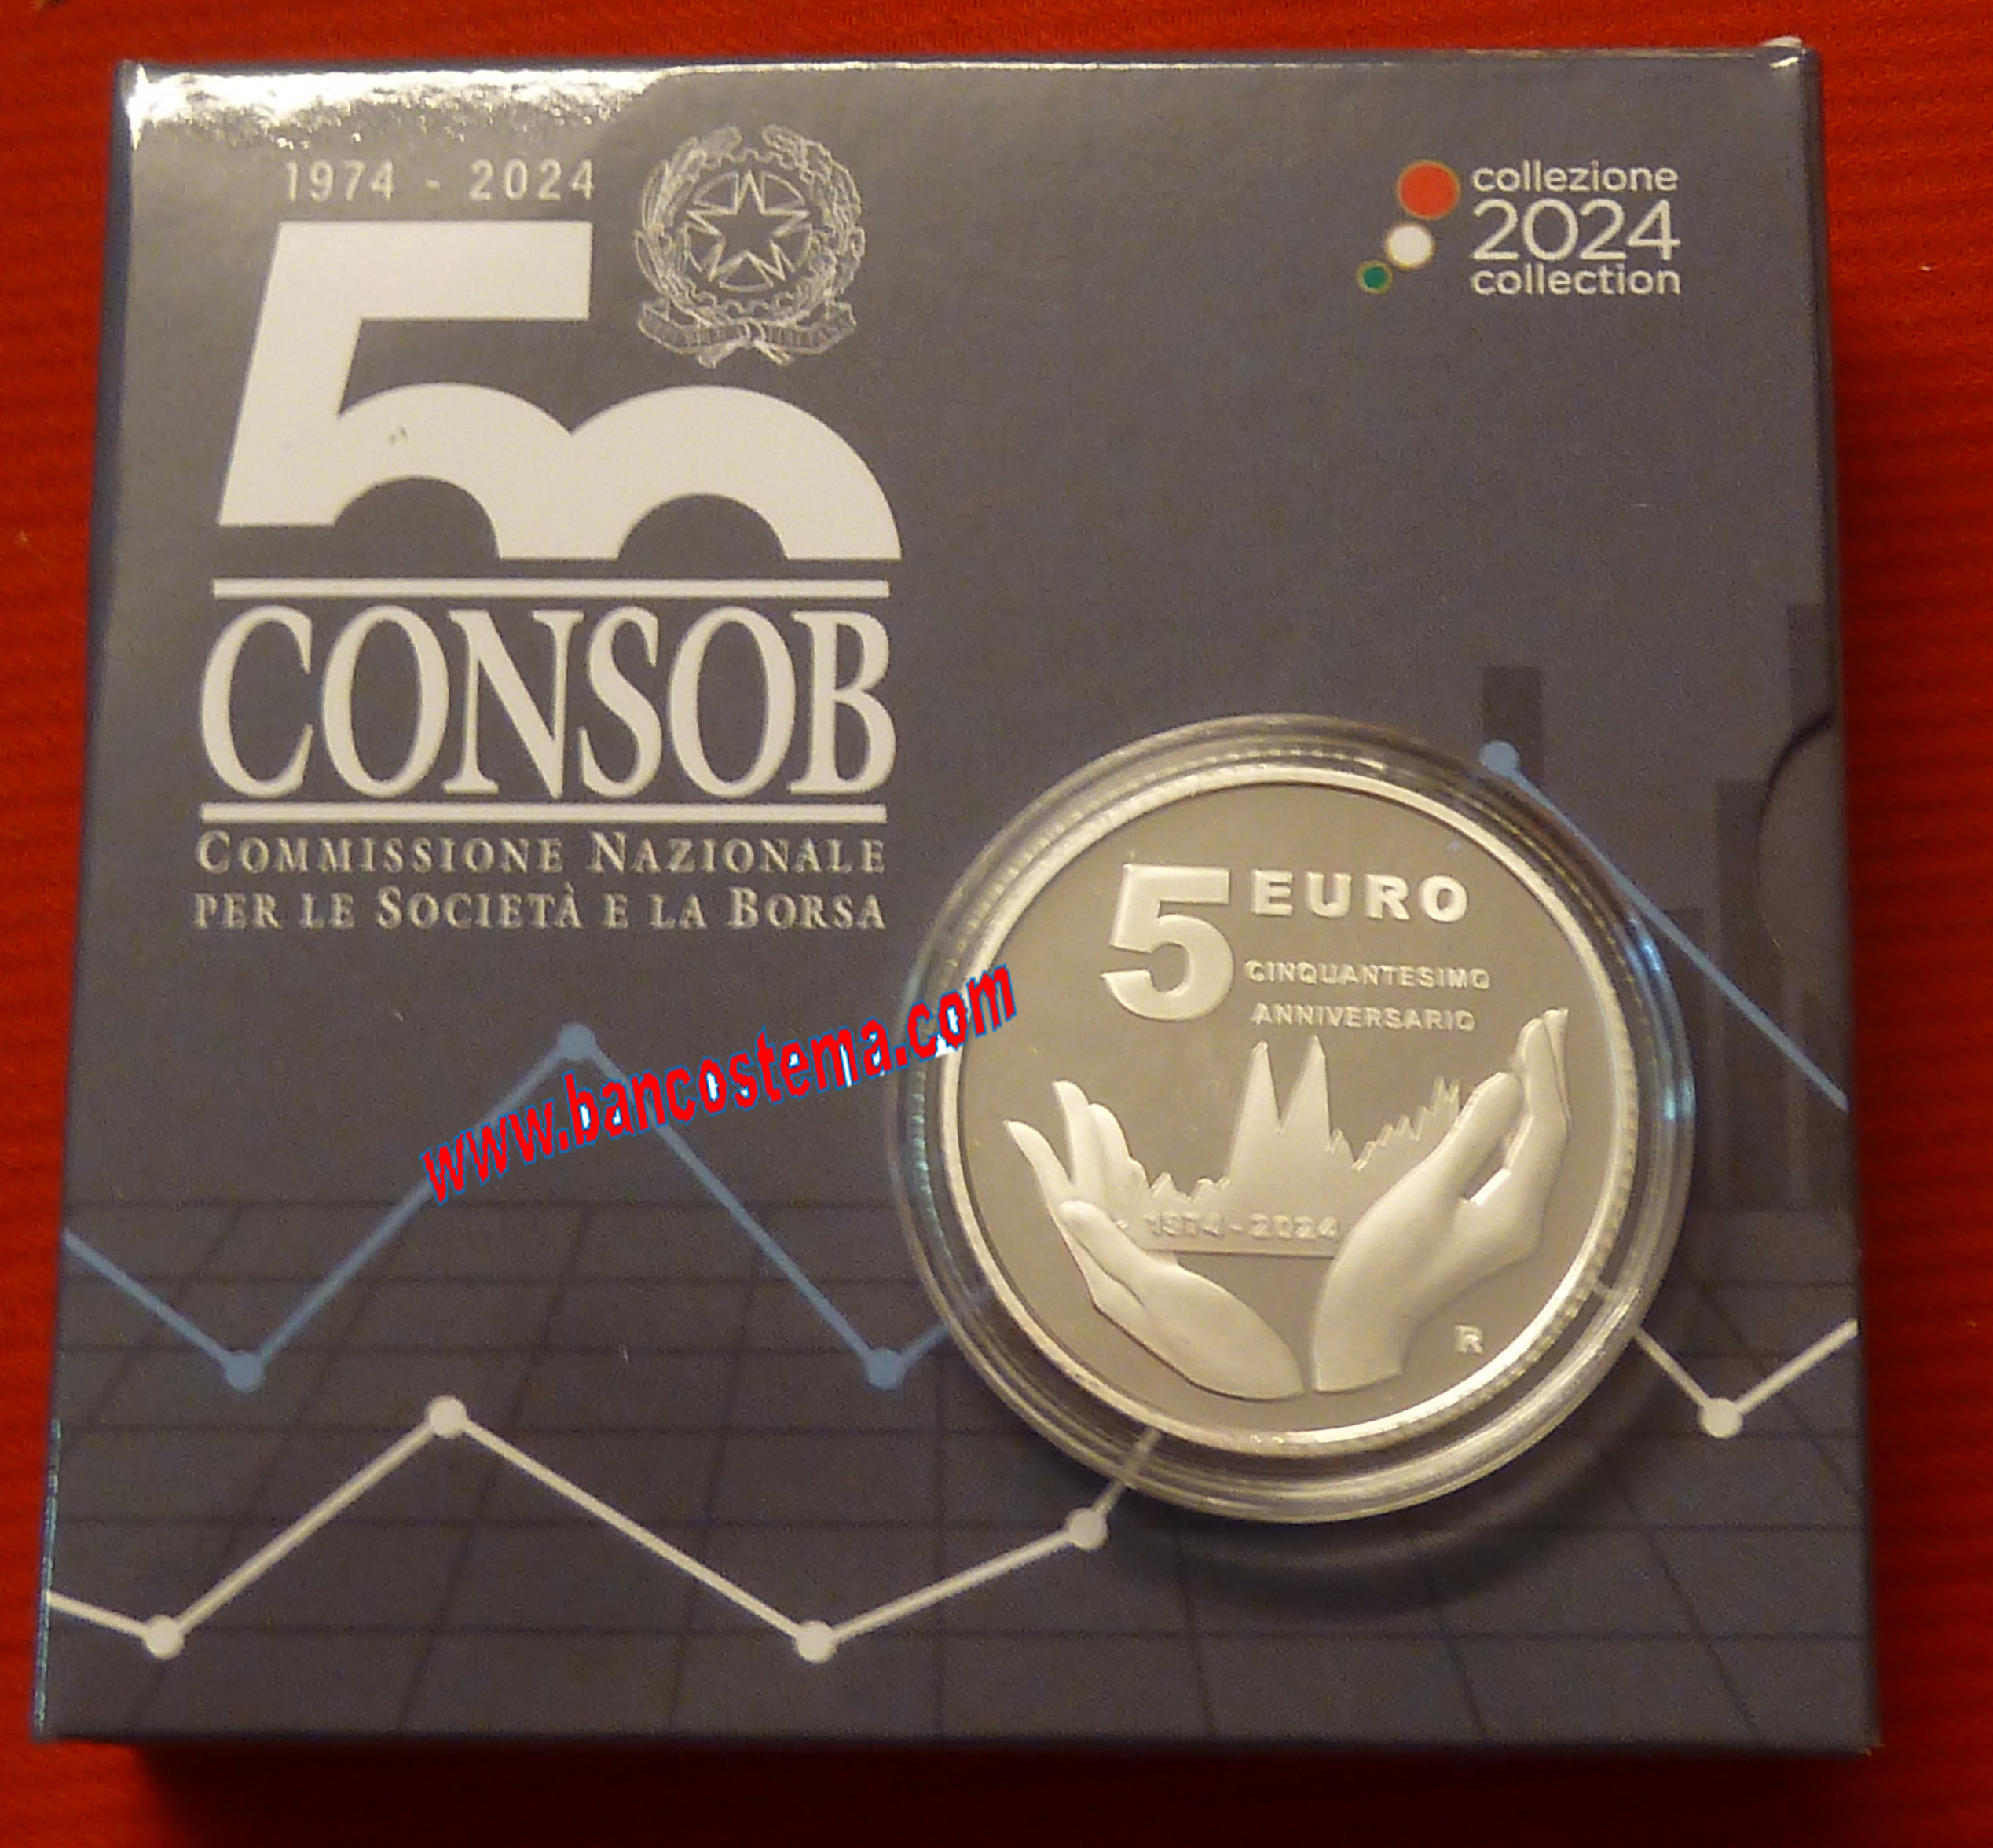 1974 - 2024
50
CONSOB
COMMISSIONE NAZIONALE
PER LE SOCIETÀ E LA BORSA
collezione
2024
collection
5 EURO
CINQUANTESIMO
ANNIVERSARIO
1974-2024
R
www.bancostema.com